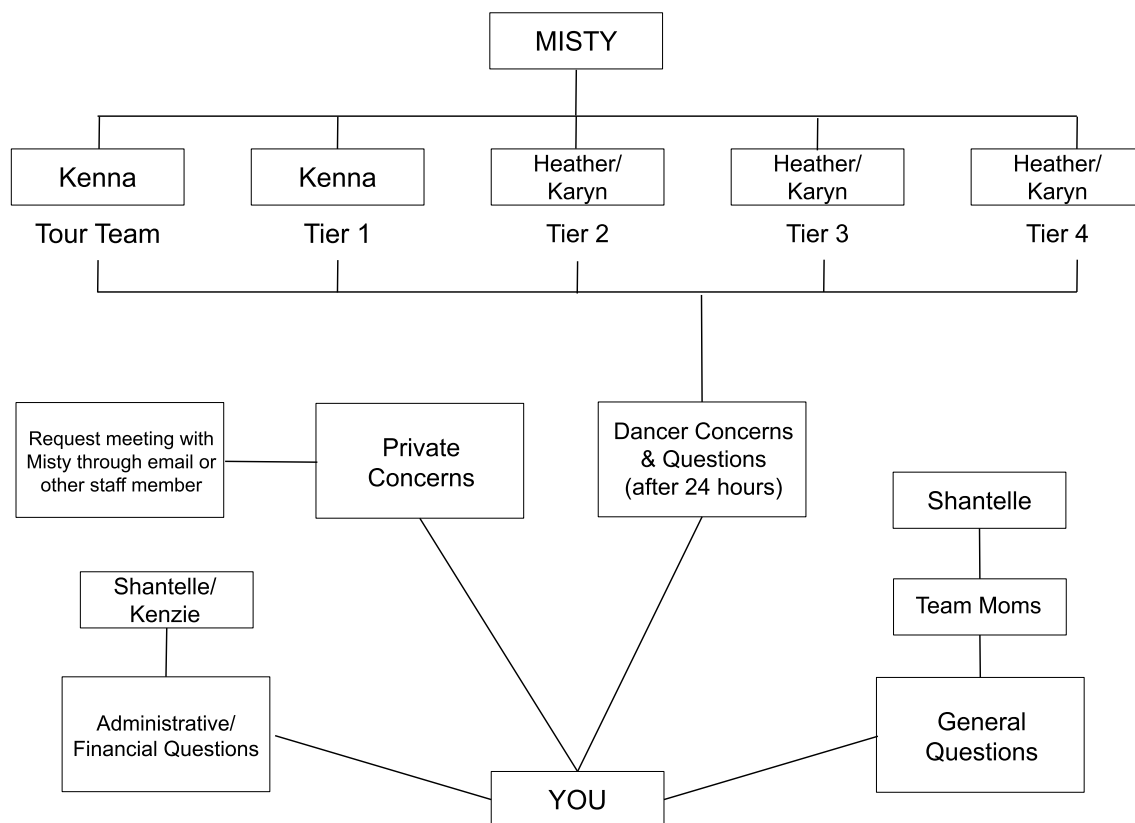 MISTY
Kenna
Kenna
Heather/
Karyn
Heather/
Karyn
Heather/
Karyn
Tour Team
Tier 1
Tier 2
Tier 3
Tier 4
Request meeting with
Misty through email or
other staff member
Private
Concerns
Dancer Concerns
& Questions
(after 24 hours)
Shantelle
Team Moms
General
Questions
Shantelle/
Kenzie
Administrative/
Financial Questions
YOU